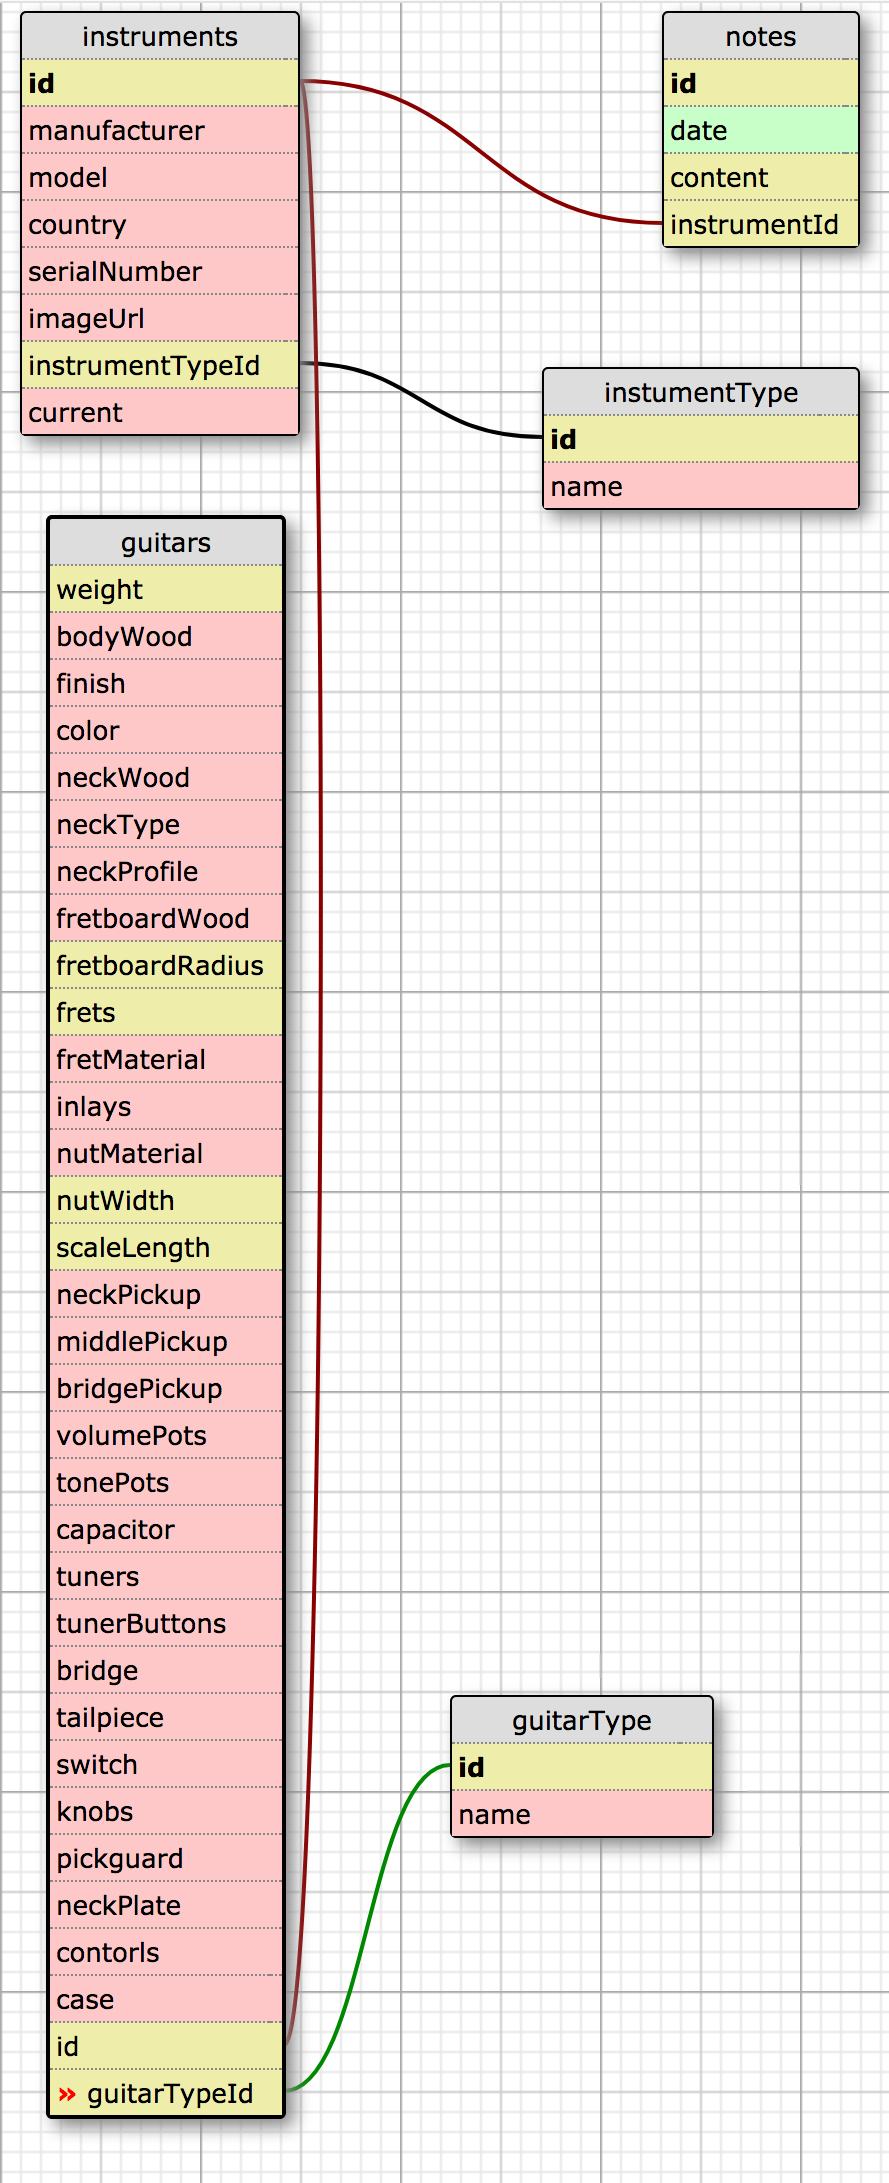 instruments
id
manufacturer
model
country
serialNumber
imageUrl
instrumentTypeId
current
notes
id
date
content
instrumentId
instumentType
id
name
guitars
weight
bodyWood
finish
color
neckWood
neckType
neckProfile
fretboardWood
fretboardRadius
frets
fretMaterial
inlays
nutMaterial
nutWidth
scaleLength
neckPickup
middlePickup
bridgePickup
volumePots
tonePots
capacitor
tuners
tunerButtons
bridge
tailpiece
switch
knobs
pickguard
neckPlate
contorls
case
id
» guitarTypeId
guitarType
id
name